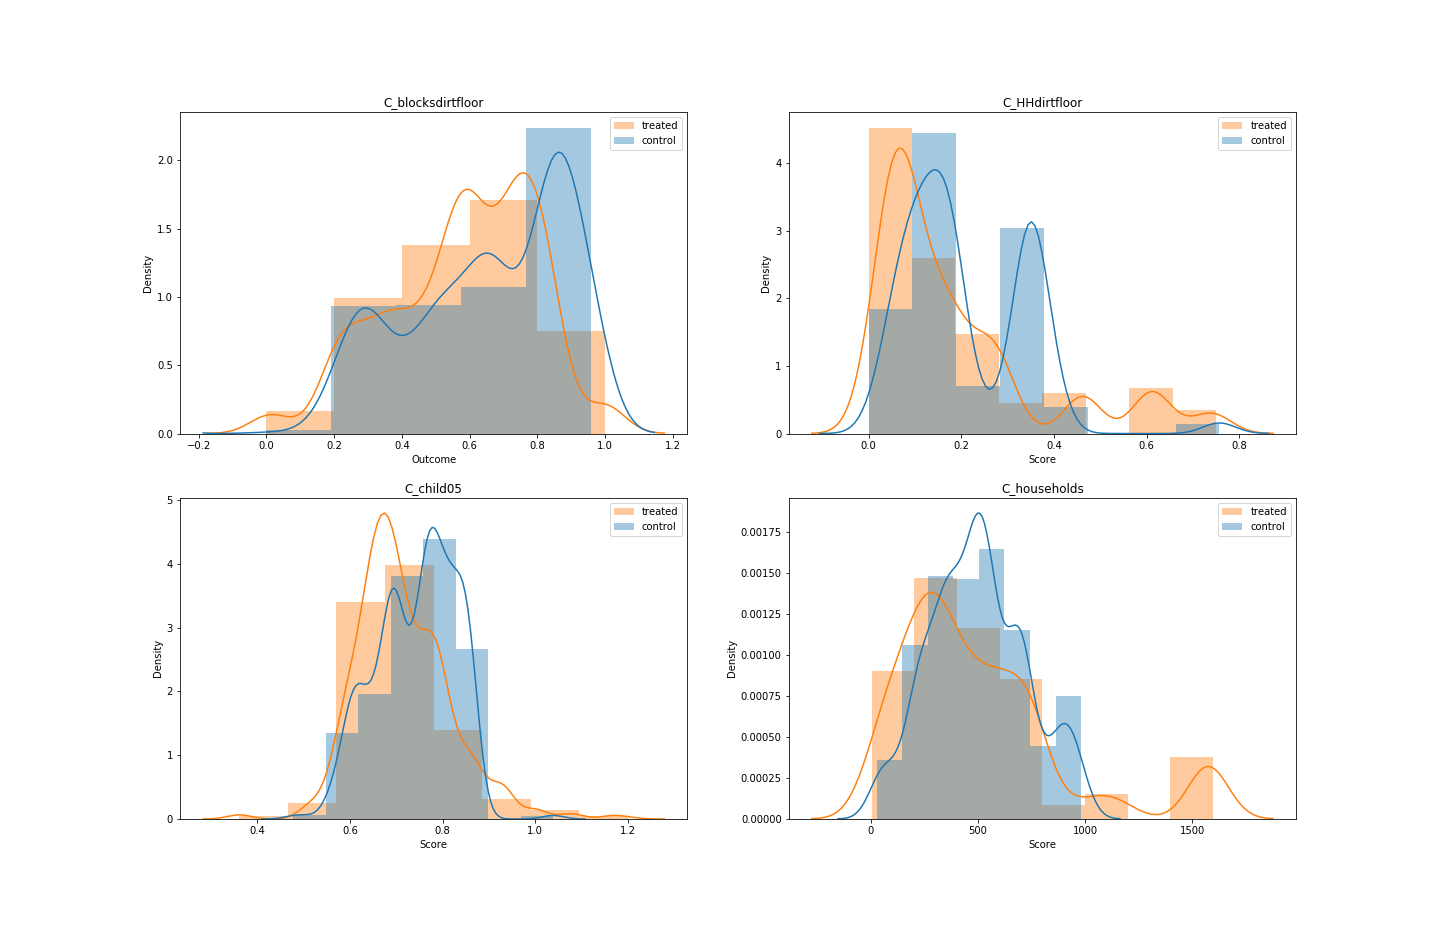 C_blocksdirtfloor
treated
control
2.0
1.5
1.0
0.5
0.0
Density
−0.2 0.0 0.2 0.4 0.6 0.8 1.0 1.2
Outcome
C_HHdirtfloor
treated
control
4
3
2
1
0
Density
0.0 0.2 0.4 0.6 0.8
Score
C_child05
treated
control
5
4
3
2
1
0
Density
0.4 0.6 0.8 1.0 1.2
Score
C_households
treated
control
0.00175
0.00150
0.00125
0.00100
0.00075
0.00050
0.00025
0.00000
Density
0 500 1000 1500
Score